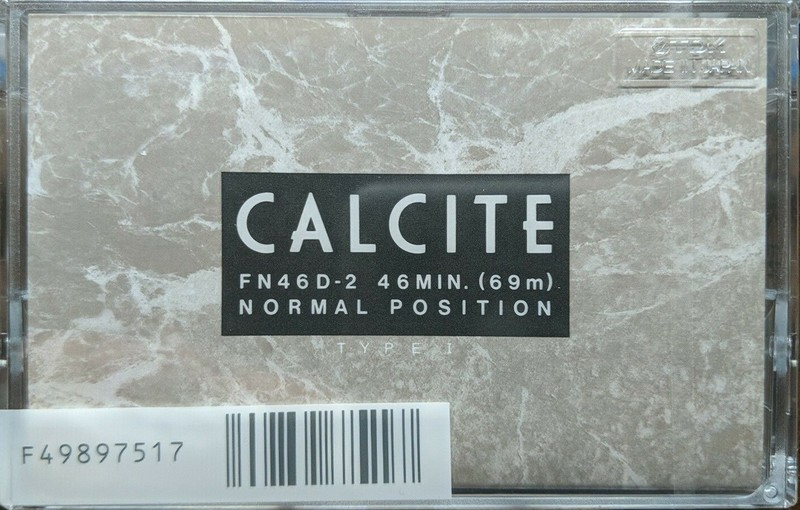 TDK
MADE IN JAPAN
CALCITE
FN46D-2 46MIN. (69m)
NORMAL POSITION
TYPE I
F49897517